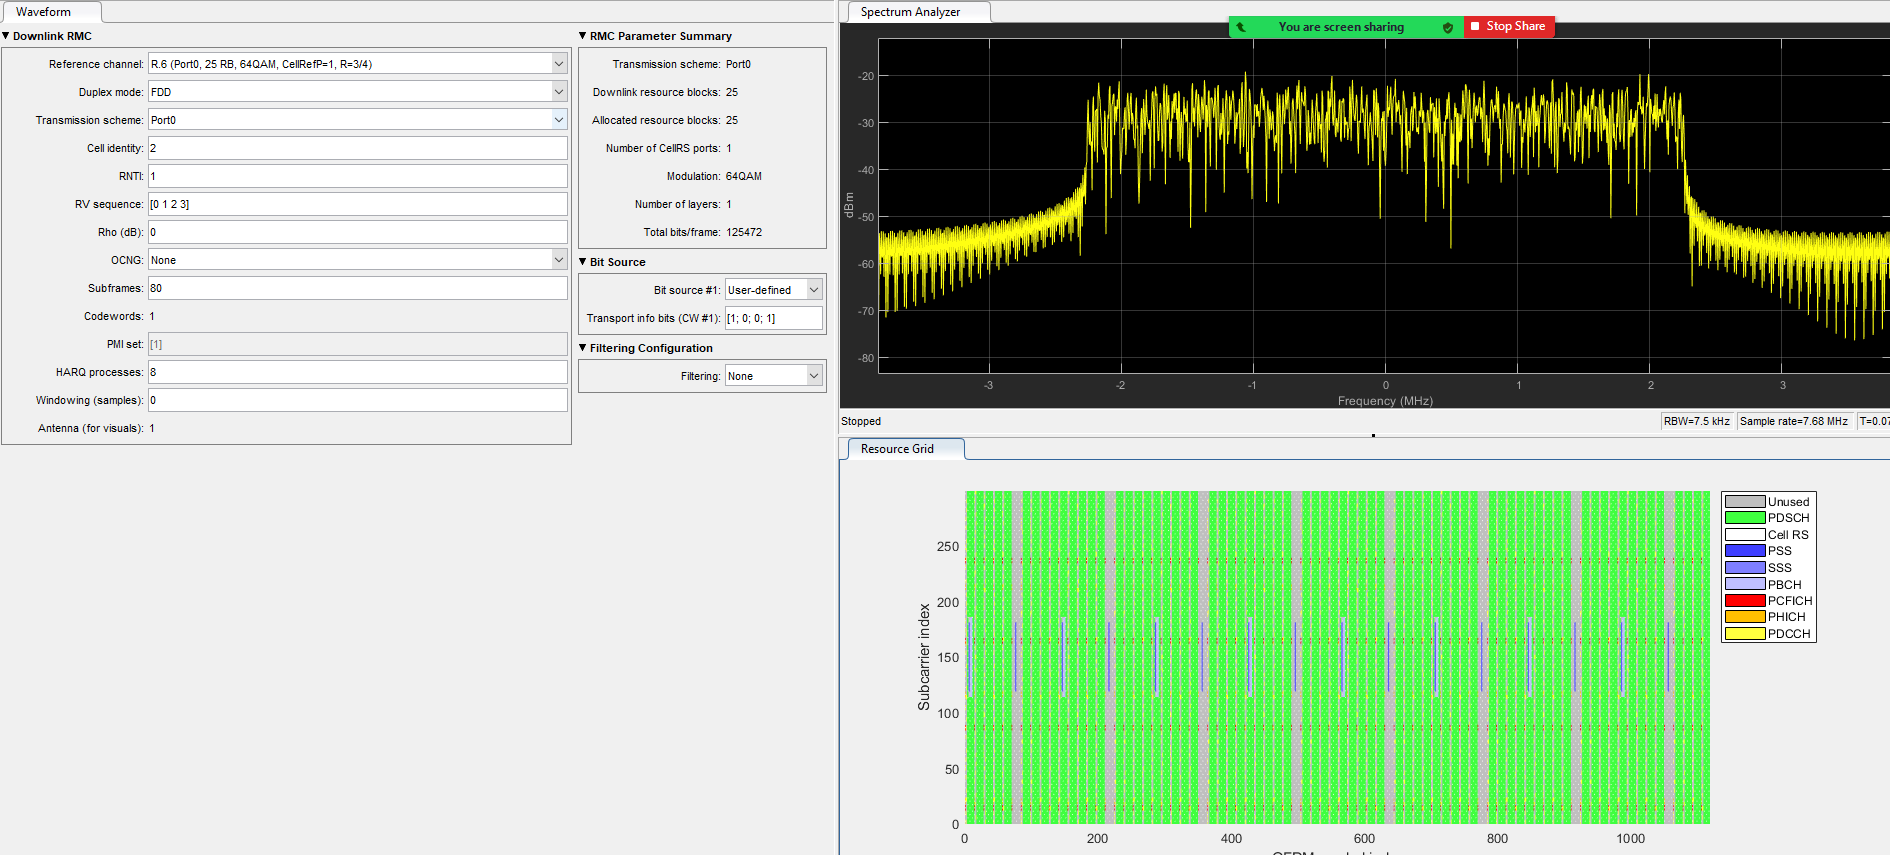 Waveform
Downlink RMC
Reference channel: R.6 (Port0, 25 RB, 64QAM, CellRefP=1, R=3/4)
Duplex mode: FDD
Transmission scheme: Port0
Cell identity: 2
RNTI: 1
RV sequence: [0 1 2 3]
Rho (dB): 0
OCNG: None
Subframes: 80
Codewords: 1
PMI set: [1]
HARQ processes: 8
Windowing (samples): 0
Antenna (for visuals): 1
RMC Parameter Summary
Transmission scheme: Port0
Downlink resource blocks: 25
Allocated resource blocks: 25
Number of CellRS ports: 1
Modulation: 64QAM
Number of layers: 1
Total bits/frame: 125472
Bit Source
Bit source #1: User-defined
Transport info bits (CW #1): [1; 0; 0; 1]
Filtering Configuration
Filtering: None
Spectrum Analyzer
You are screen sharing
Stop Share
-20
-30
-40
-50
-60
-70
-80
dBm
-3 -2 -1 0 1 2 3
Frequency (MHz)
Stopped
RBW=7.5 kHz Sample rate=7.68 MHz T=0.07
Resource Grid
250
200
150
100
50
0
Subcarrier index
0 200 400 600 800 1000
Unused
PDSCH
Cell RS
PSS
SSS
PBCH
PCFICH
PHICH
PDCCH